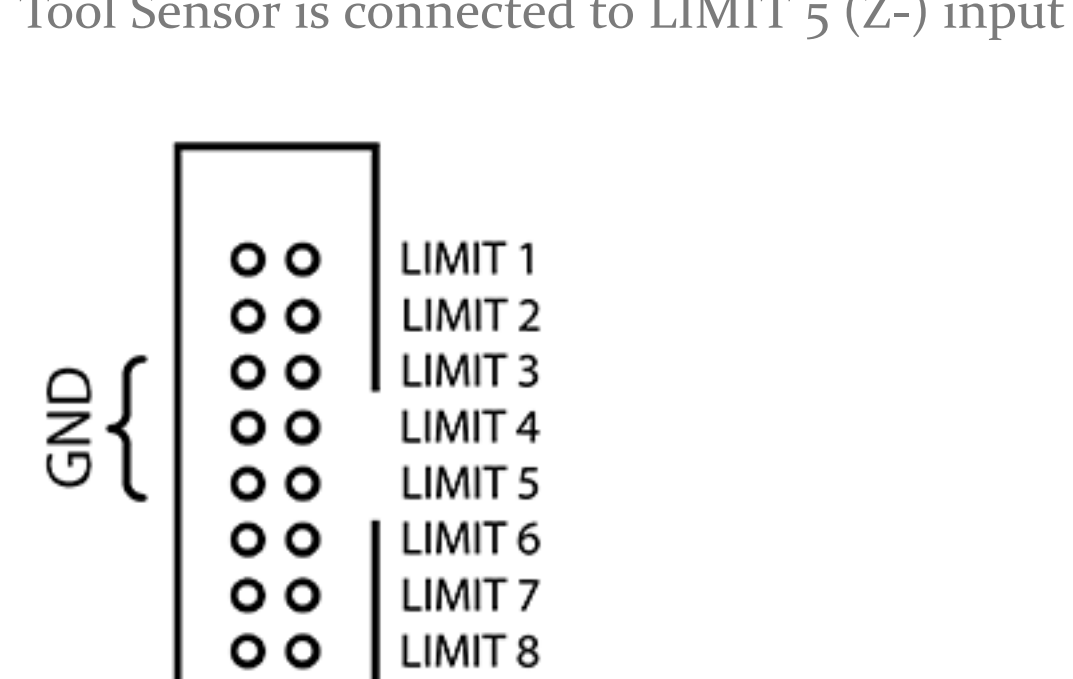 Tool Sensor is connected to LIMIT 5 (Z-) input
LIMIT 1
LIMIT 2
LIMIT 3
LIMIT 4
LIMIT 5
LIMIT 6
LIMIT 7
LIMIT 8
GND